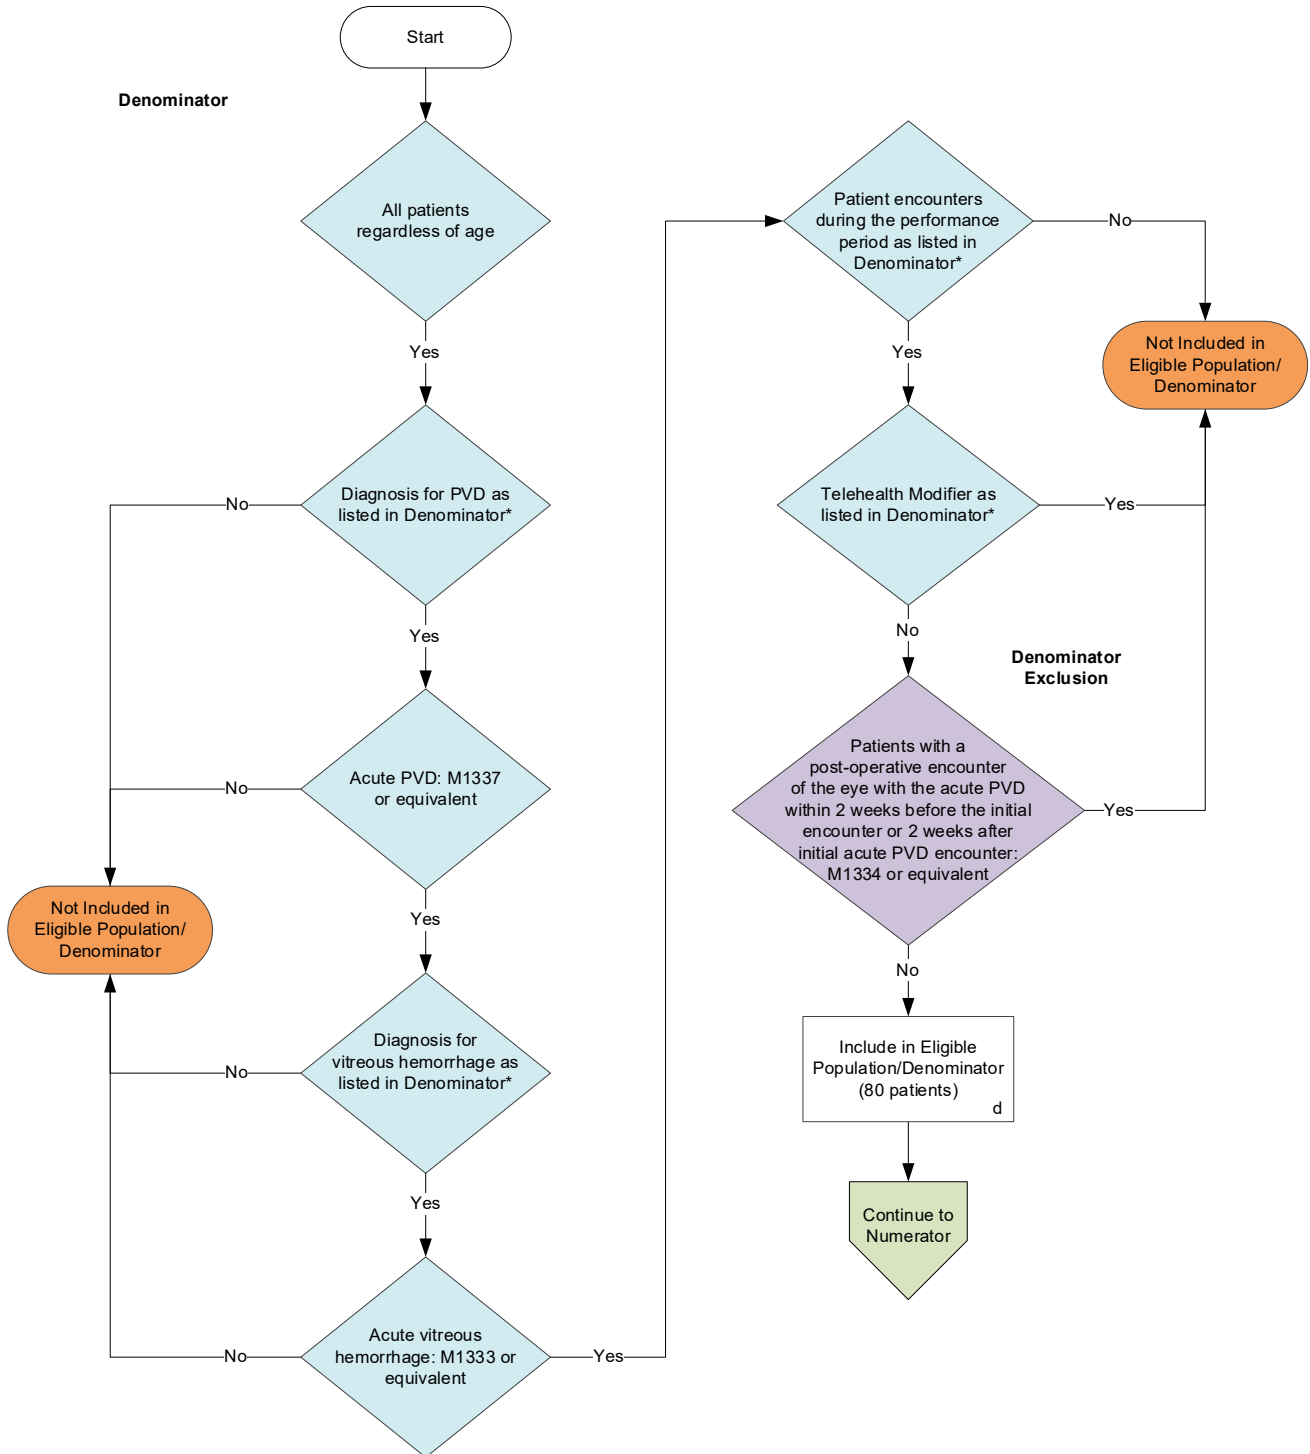 Start
Denominator
All patients
regardless of age
Yes
Diagnosis for PVD as
listed in Denominator*
No
Yes
Acute PVD: M1337
or equivalent
No
Yes
Not Included in
Eligible Population/
Denominator
Diagnosis for
vitreous hemorrhage as
listed in Denominator*
No
Yes
Acute vitreous
hemorrhage: M1333 or
equivalent
No
Yes
Patient encounters
during the performance
period as listed in
Denominator*
No
Yes
Not Included in
Eligible Population/
Denominator
Telehealth Modifier as
listed in Denominator*
Yes
No
Denominator
Exclusion
Patients with a
post-operative encounter
of the eye with the acute PVD
within 2 weeks before the initial
encounter or 2 weeks after
initial acute PVD encounter:
M1334 or equivalent
Yes
No
Include in Eligible
Population/Denominator
(80 patients)
d
Continue to
Numerator